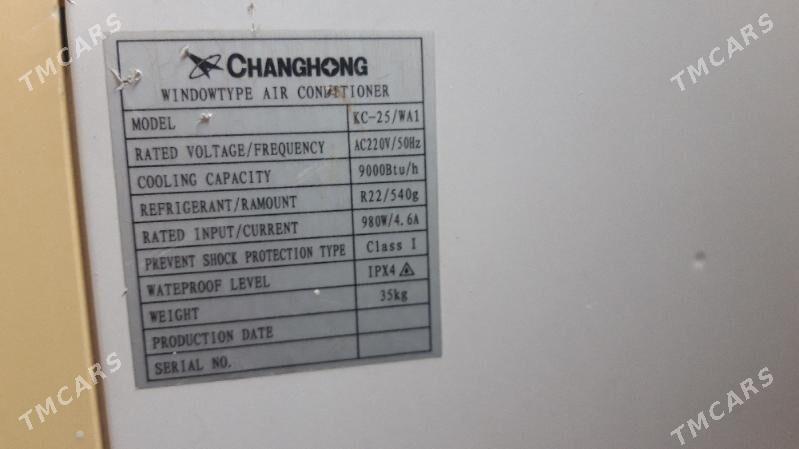 CHANGHONG
WINDOWTYPE AIR CONDITIONER
MODEL KC-25/WA1
RATED VOLTAGE/FREQUENCY AC220V/50Hz
COOLING CAPACITY 9000Btu/h
REFRIGERANT/RAMOUNT R22/540g
RATED INPUT/CURRENT 980W/4.6A
PREVENT SHOCK PROTECTION TYPE Class I
WATEPROOF LEVEL IPX4
WEIGHT 35kg
PRODUCTION DATE
SERIAL NO.
TMCARS
TMCARS
TMCARS
TMCARS